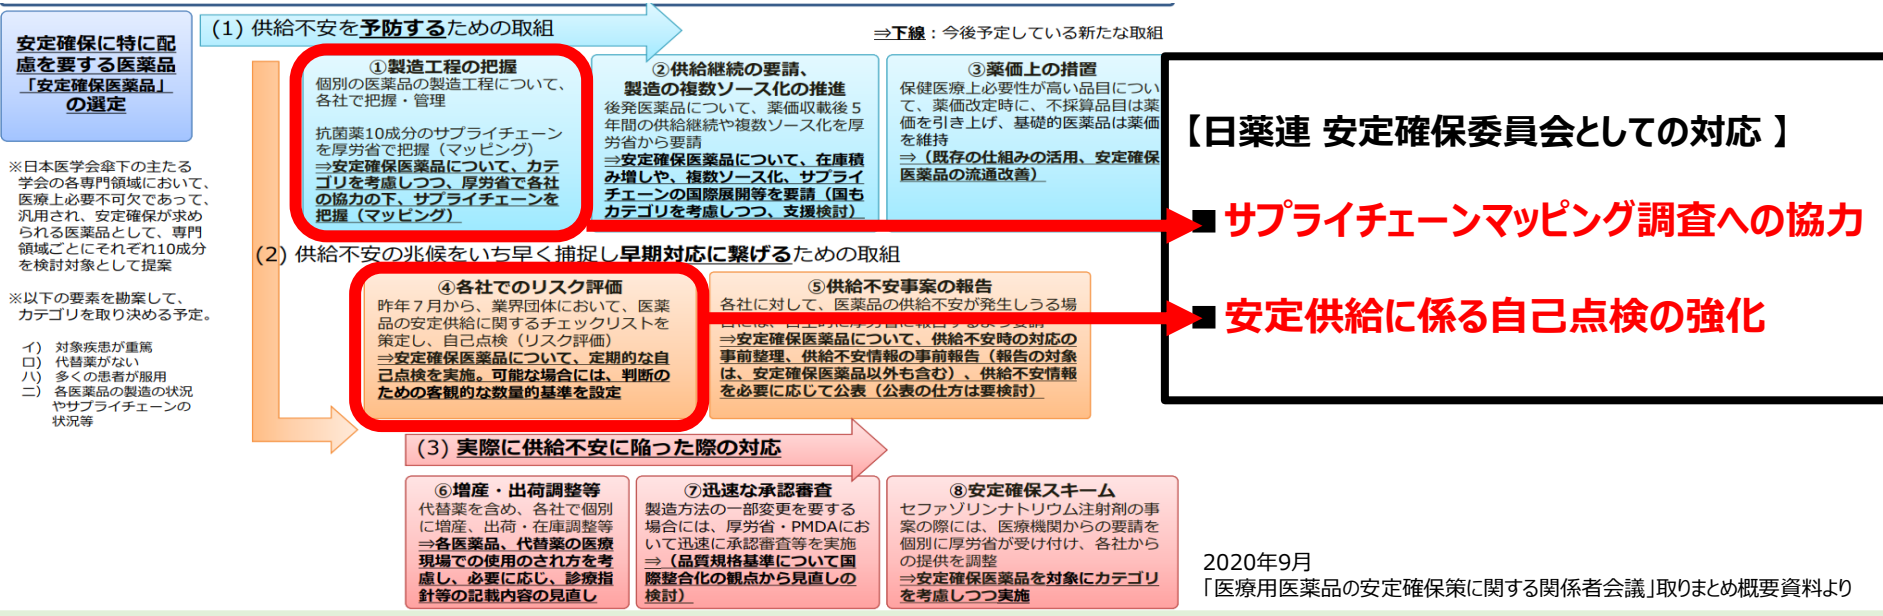 安定確保に特に配
慮を要する医薬品
「安定確保医薬品」
の選定
※日本医学会傘下の主たる
学会の各専門領域において、
医療上必要不可欠であって、
汎用され、安定確保が求め
られる医薬品として、専門
領域ごとにそれぞれ10成分
を検討対象として提案
※以下の要素を勘案して、
カテゴリを取り決める予定。
イ) 対象疾患が重篤
ロ) 代替薬がない
ハ) 多くの患者が服用
ニ) 各医薬品の製造の状況
やサプライチェーンの
状況等
(1) 供給不安を予防するための取組
⇒下線：今後予定している新たな取組
①製造工程の把握
個別の医薬品の製造工程について、
各社で把握・管理
抗菌薬10成分のサプライチェーン
を厚労省で把握（マッピング）
⇒安定確保医薬品について、カテ
ゴリを考慮しつつ、厚労省で各社
の協力の下、サプライチェーンを
把握（マッピング）
②供給継続の要請、
製造の複数ソース化の推進
後発医薬品について、薬価収載後５
年間の供給継続や複数ソース化を厚
労省から要請
⇒安定確保医薬品について、在庫積
み増しや、複数ソース化、サプライ
チェーンの国際展開等を要請（国も
カテゴリを考慮しつつ、支援検討）
③薬価上の措置
保健医療上必要性が高い品目につい
て、薬価改定時に、不採算品目は薬
価を引き上げ、基礎的医薬品は薬価
を維持
⇒（既存の仕組みの活用、安定確保
医薬品の流通改善）
(2) 供給不安の兆候をいち早く捕捉し早期対応に繋げるための取組
④各社でのリスク評価
昨年７月から、業界団体において、医薬
品の安定供給に関するチェックリストを
策定し、自己点検（リスク評価）
⇒安定確保医薬品について、定期的な自
己点検を実施。可能な場合には、判断の
ための客観的な数量的基準を設定
⑤供給不安事案の報告
各社に対して、医薬品の供給不安が発生しうる場
合には、自主的に厚労省に報告するよう要請
⇒安定確保医薬品について、供給不安時の対応の
事前整理、供給不安情報の事前報告（報告の対象
は、安定確保医薬品以外も含む）、供給不安情報
を必要に応じて公表（公表の仕方は要検討）
(3) 実際に供給不安に陥った際の対応
⑥増産・出荷調整等
代替薬を含め、各社で個別
に増産、出荷・在庫調整等
⇒各医薬品、代替薬の医療
現場での使用のされ方を考
慮し、必要に応じ、診療指
針等の記載内容の見直し
⑦迅速な承認審査
製造方法の一部変更を要する
場合には、厚労省・PMDAにお
いて迅速に承認審査等を実施
⇒（品質規格基準について国
際整合化の観点から見直しの
検討）
⑧安定確保スキーム
セファゾリンナトリウム注射剤の事
案の際には、医療機関からの要請を
個別に厚労省が受け付け、各社から
の提供を調整
⇒安定確保医薬品を対象にカテゴリ
を考慮しつつ実施
【日薬連 安定確保委員会としての対応 】
■サプライチェーンマッピング調査への協力
■安定供給に係る自己点検の強化
2020年9月
「医療用医薬品の安定確保策に関する関係者会議」取りまとめ概要資料より